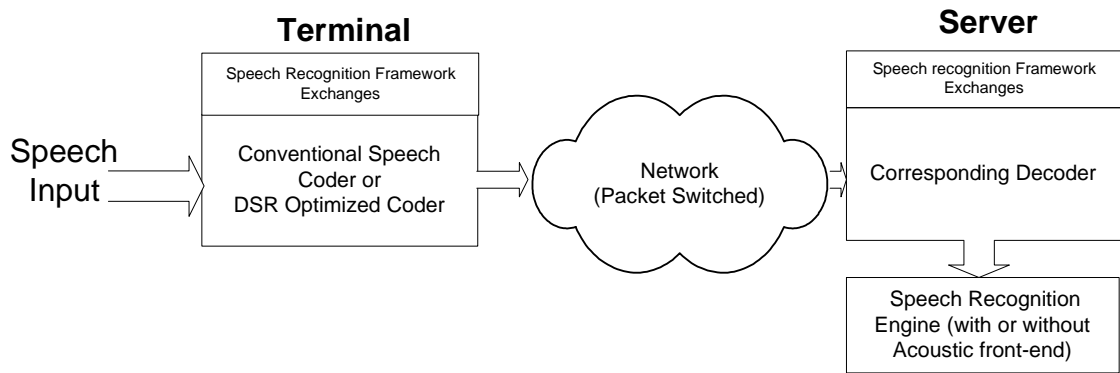 Terminal
Server
Speech Recognition Framework
Exchanges
Speech recognition Framework
Exchanges
Speech
Input
Conventional Speech
Coder or
DSR Optimized Coder
Network
(Packet Switched)
Corresponding Decoder
Speech Recognition
Engine (with or without
Acoustic front-end)